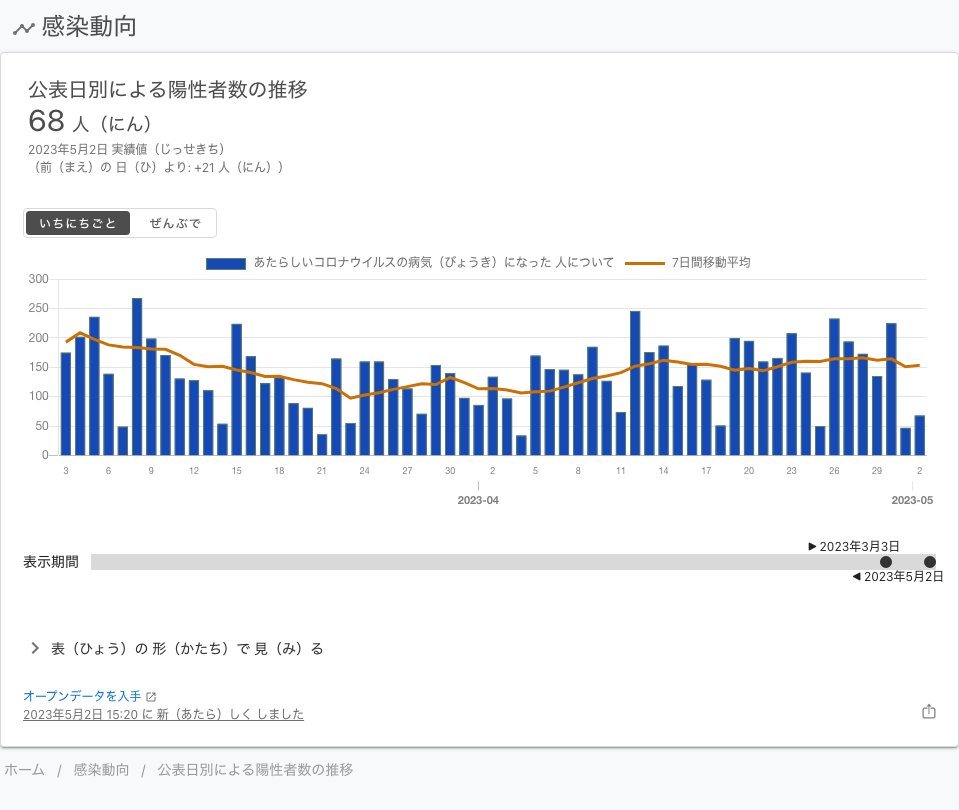 感染動向
公表日別による陽性者数の推移
68 人（にん）
2023年5月2日 実績値（じっせきち）
（前（まえ）の 日（ひ）より: +21 人（にん））
いちにちごと ぜんぶで
あたらしいコロナウイルスの病気（びょうき）になった 人について 7日間移動平均
300
250
200
150
100
50
0
3 6 9 12 15 18 21 24 27 30 2 5 8 11 14 17 20 23 26 29 2
2023-04 2023-05
▶ 2023年3月3日
表示期間
◀ 2023年5月2日
表（ひょう）の 形（かたち）で 見（み）る
オープンデータを入手
2023年5月2日 15:20 に 新（あたら）しく しました
ホーム / 感染動向 / 公表日別による陽性者数の推移